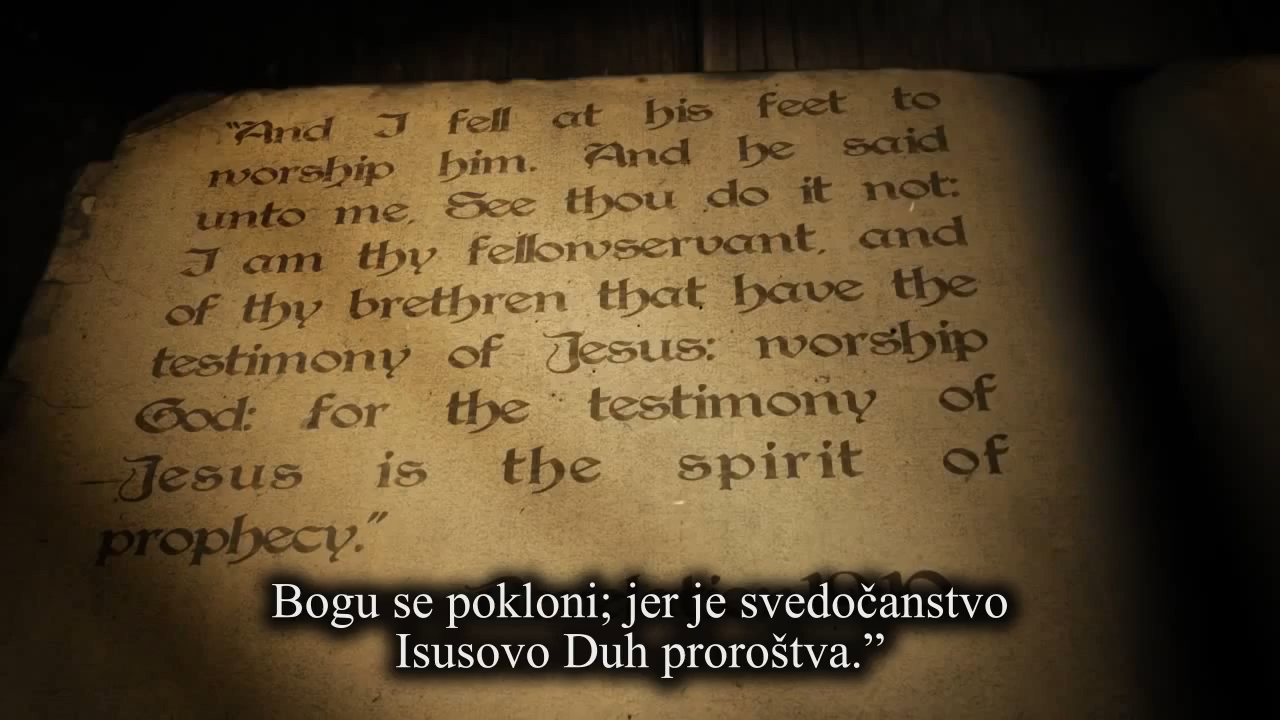 “And I fell at his feet to
worship him. And he said
unto me, See thou do it not:
I am thy fellowservant, and
of thy brethren that have the
testimony of Jesus: worship
God: for the testimony of
Jesus is the spirit of
prophecy.”
Bogu se pokloni; jer je svedočanstvo
Isusovo Duh proroštva.”